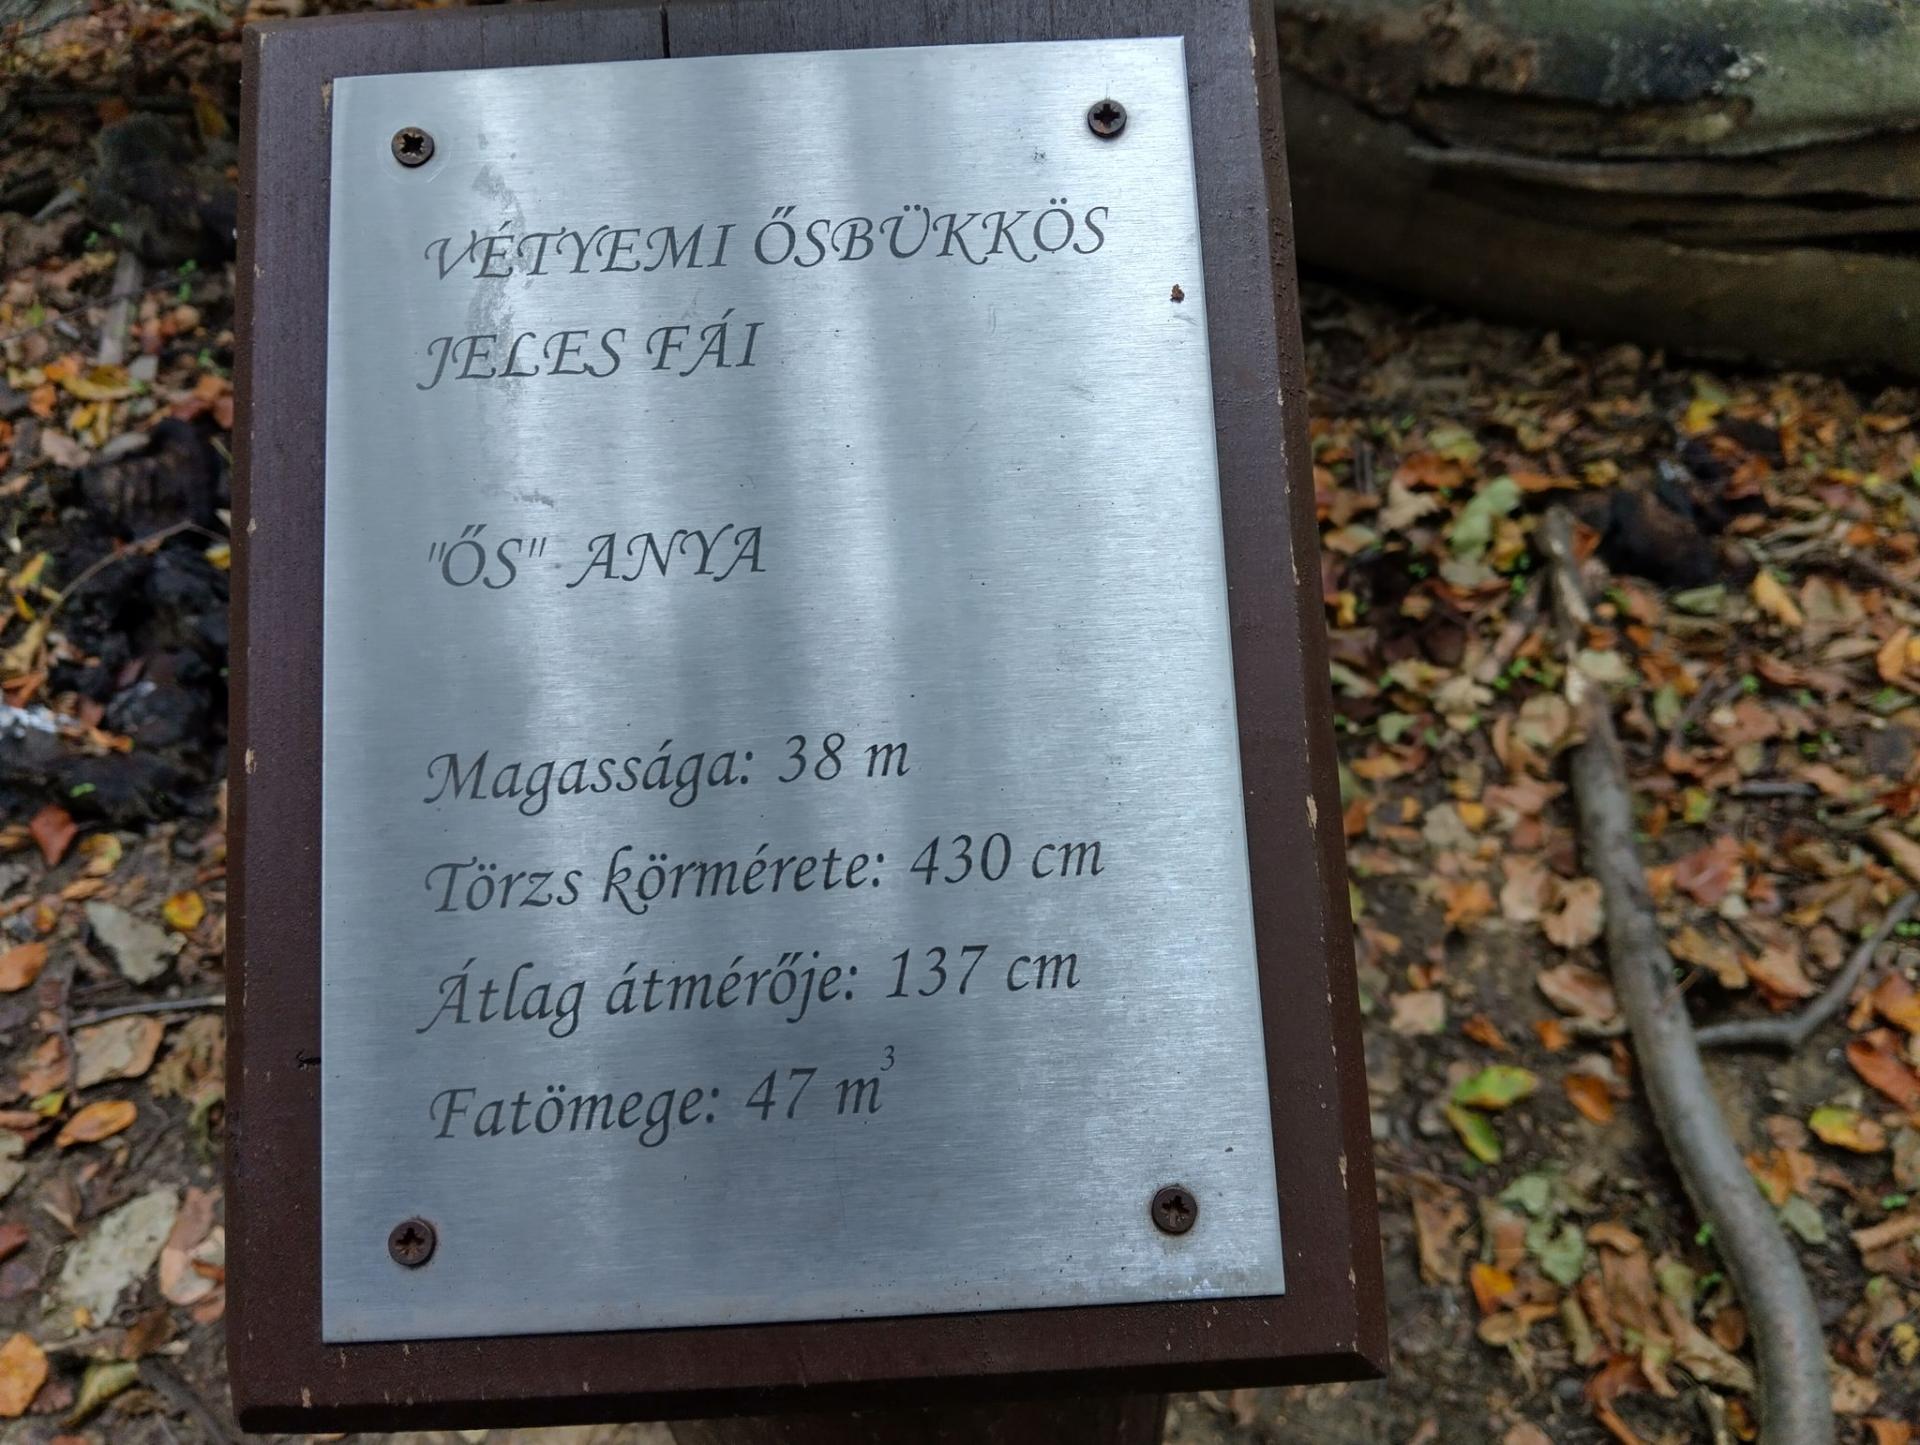 VÉTYEMI ŐSBÜKKÖS
JELES FÁI
"ŐS" ANYA
Magassága: 38 m
Törzs körmérete: 430 cm
Átlag átmérője: 137 cm
Fatömege: 47 m³